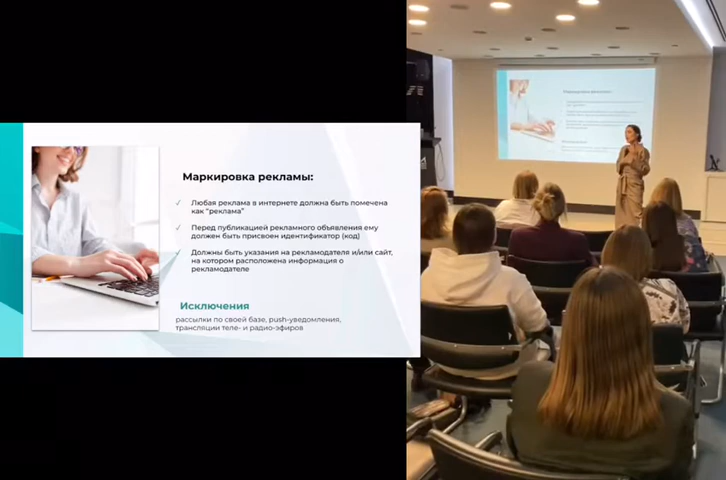 Маркировка рекламы:
✓ Любая реклама в интернете должна быть помечена
как "реклама"
✓ Перед публикацией рекламного объявления ему
должен быть присвоен идентификатор (код)
✓ Должны быть указания на рекламодателя и/или сайт,
на котором расположена информация о
рекламодателе
Исключения
рассылки по своей базе, push-уведомления,
трансляции теле- и радио-эфиров